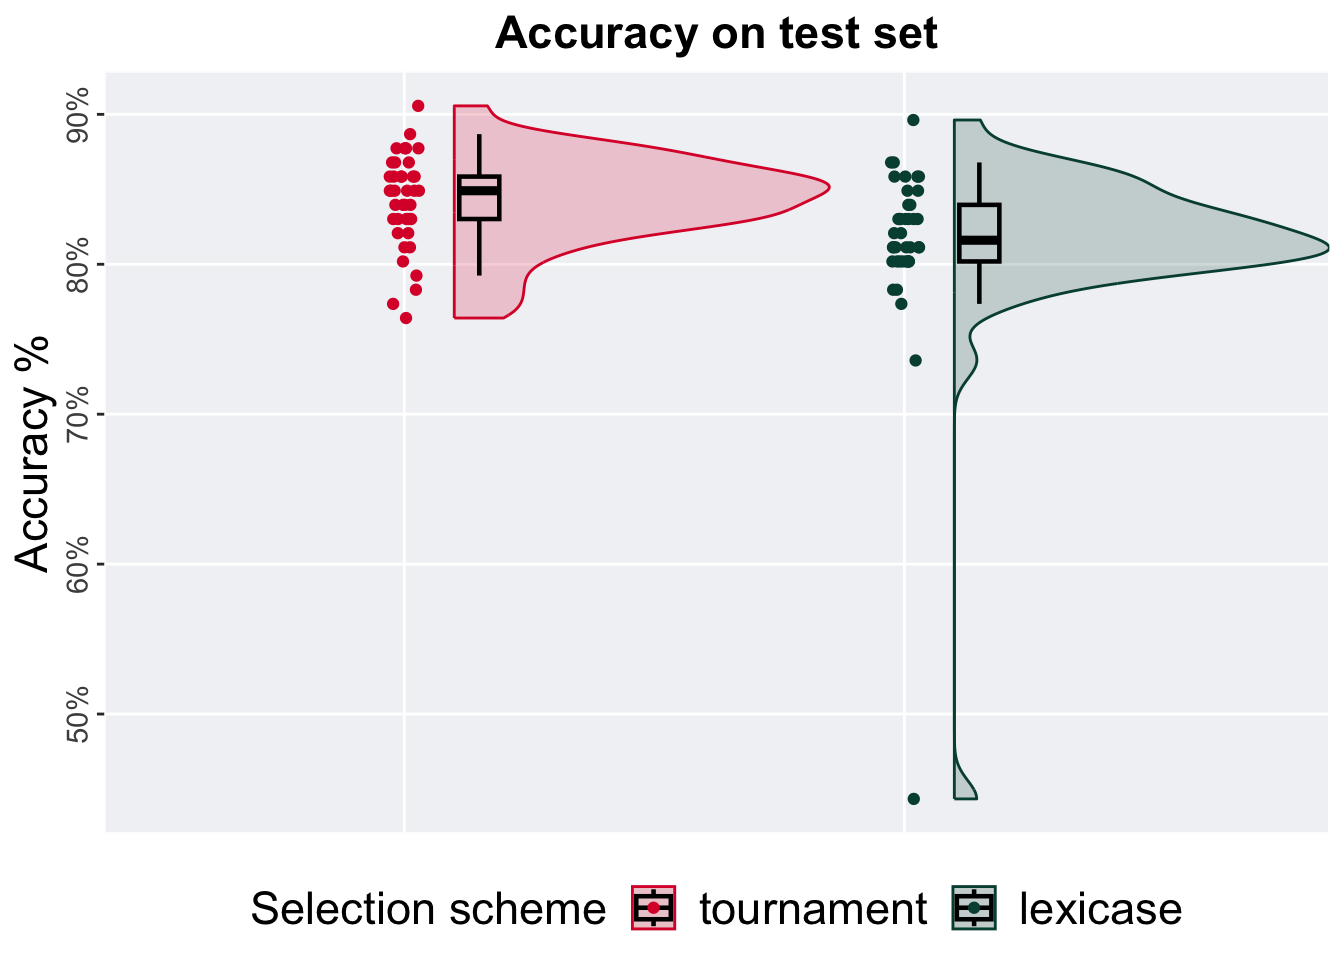 Accuracy on test set
Accuracy %
90%
80%
70%
60%
50%
Selection scheme tournament lexicase